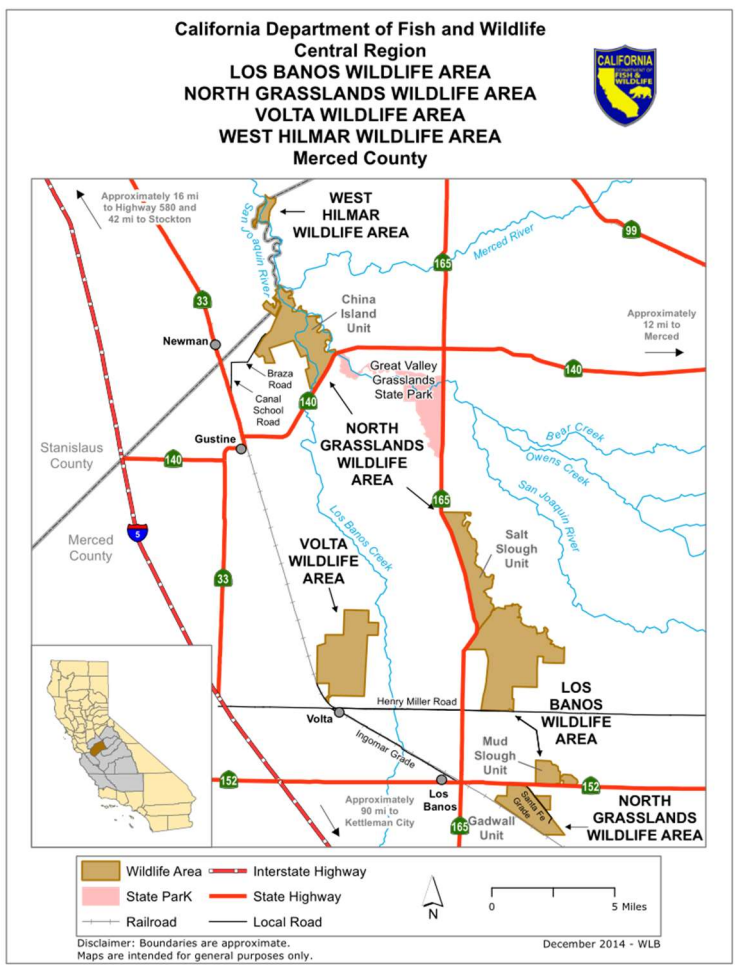 California Department of Fish and Wildlife
Central Region
LOS BANOS WILDLIFE AREA
NORTH GRASSLANDS WILDLIFE AREA
VOLTA WILDLIFE AREA
WEST HILMAR WILDLIFE AREA
Merced County
CALIFORNIA
DEPARTMENT OF
FISH &
WILDLIFE
Approximately 16 mi
to Highway 580 and
42 mi to Stockton
San Joaquin River
WEST
HILMAR
WILDLIFE AREA
Merced River
99
165
33
China
Island
Unit
Approximately
12 mi to
Merced
Newman
Braza
Road
Canal
School
Road
Great Valley
Grasslands
State Park
140
140
NORTH
GRASSLANDS
WILDLIFE
AREA
Gustine
Stanislaus
County
140
Bear Creek
Owens Creek
San Joaquin
River
165
Los Banos Creek
5
Merced
County
VOLTA
WILDLIFE
AREA
Salt
Slough
Unit
33
Henry Miller Road
Volta
Ingomar Grade
LOS
BANOS
WILDLIFE
AREA
Mud
Slough
Unit
152
Los
Banos
152
Approximately
90 mi to
Kettleman City
165
Gadwall
Unit
Santa Fe
Grade
NORTH
GRASSLANDS
WILDLIFE AREA
Wildlife Area
Interstate Highway
State ParK
State Highway
Railroad
Local Road
N
0
5 Miles
Disclaimer: Boundaries are approximate.
Maps are intended for general purposes only.
December 2014 - WLB